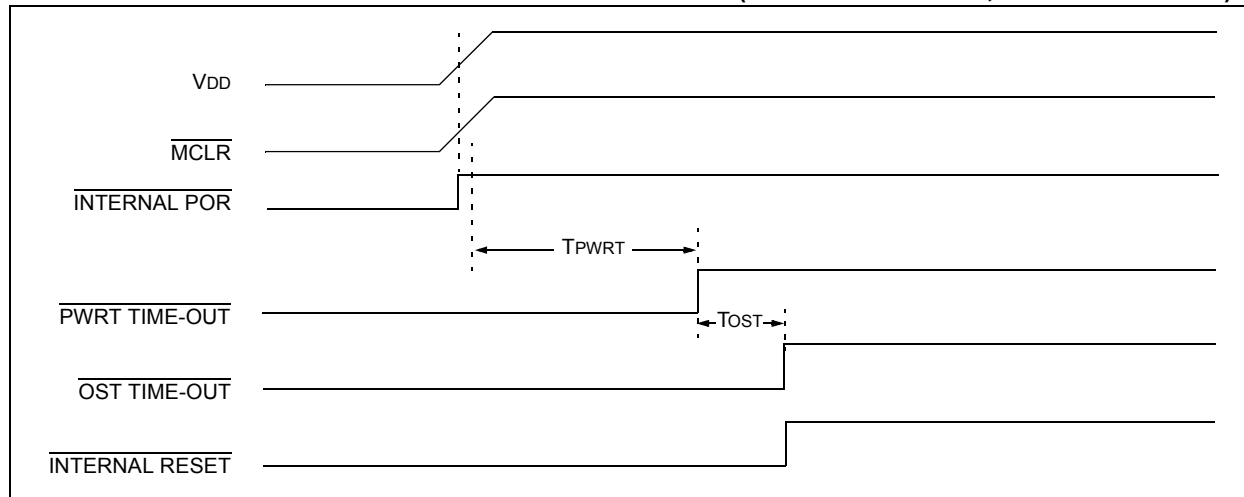 VDD
MCLR
INTERNAL POR
TPWRT
PWRT TIME-OUT
TOST
OST TIME-OUT
INTERNAL RESET